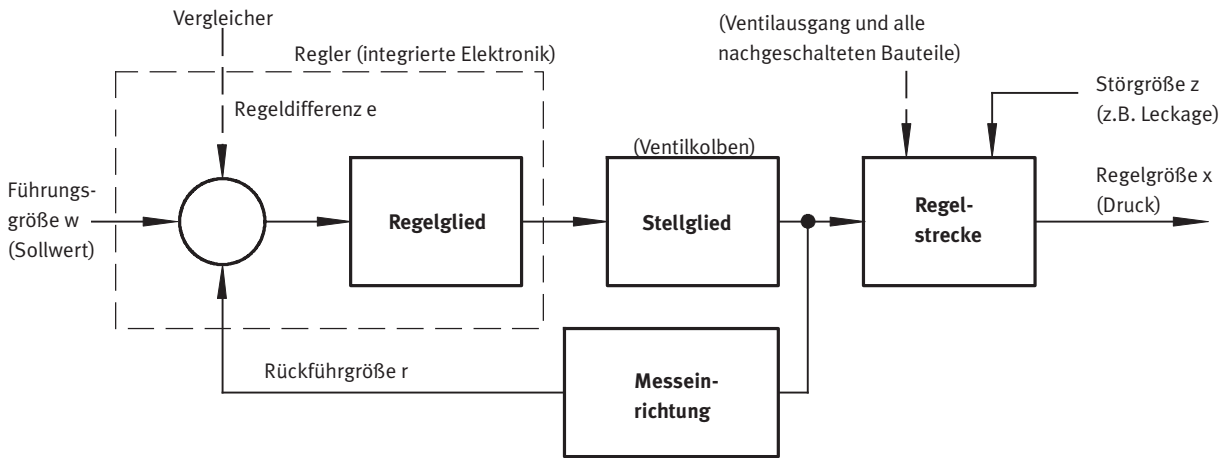 Vergleicher
Regler (integrierte Elektronik)
(Ventilausgang und alle
nachgeschalteten Bauteile)
Störgröße z
(z.B. Leckage)
Regeldifferenz e
(Ventilkolben)
Führungs-
größe w
(Sollwert)
Regelglied
Stellglied
Regel-
strecke
Regelgröße x
(Druck)
Rückführgröße r
Messein-
richtung